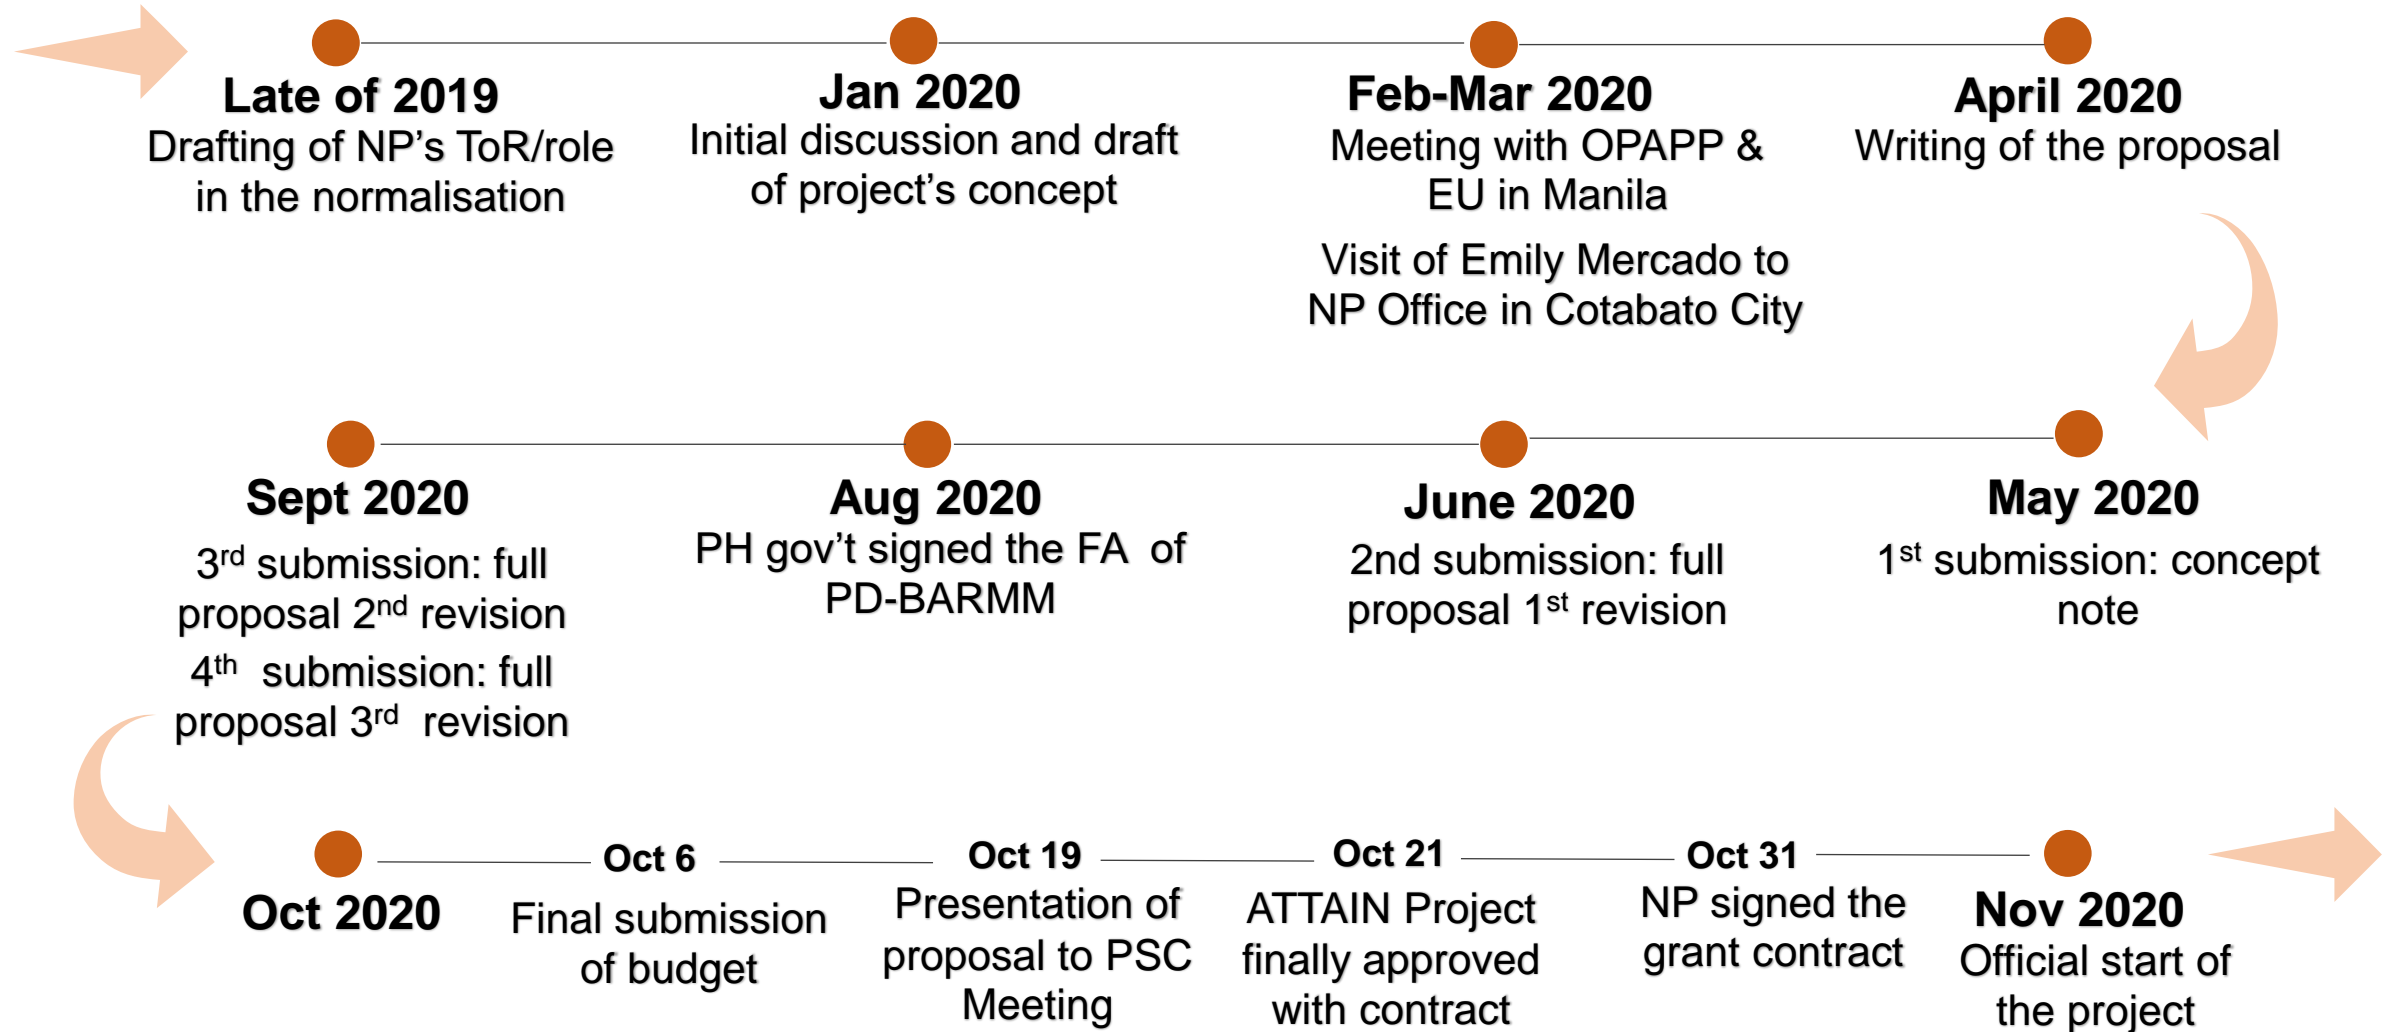 Late of 2019
Drafting of NP's ToR/role
in the normalisation
Jan 2020
Initial discussion and draft
of project's concept
Feb-Mar 2020
Meeting with OPAPP &
EU in Manila
Visit of Emily Mercado to
NP Office in Cotabato City
April 2020
Writing of the proposal
May 2020
1st submission: concept
note
June 2020
2nd submission: full
proposal 1st revision
Aug 2020
PH gov't signed the FA of
PD-BARMM
Sept 2020
3rd submission: full
proposal 2nd revision
4th submission: full
proposal 3rd revision
Oct 2020
Oct 6
Final submission
of budget
Oct 19
Presentation of
proposal to PSC
Meeting
Oct 21
ATTAIN Project
finally approved
with contract
Oct 31
NP signed the
grant contract
Nov 2020
Official start of
the project